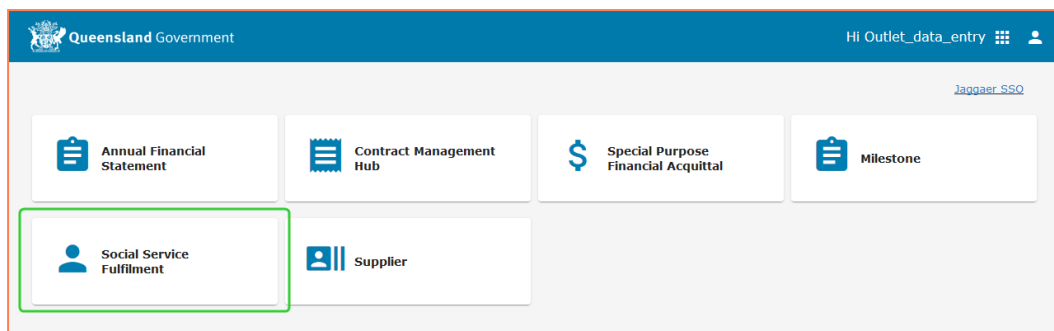 Queensland Government
Hi Outlet_data_entry
Jaggaer SSO
Annual Financial
Statement
Contract Management
Hub
$
Special Purpose
Financial Acquittal
Milestone
Social Service
Fulfilment
Supplier